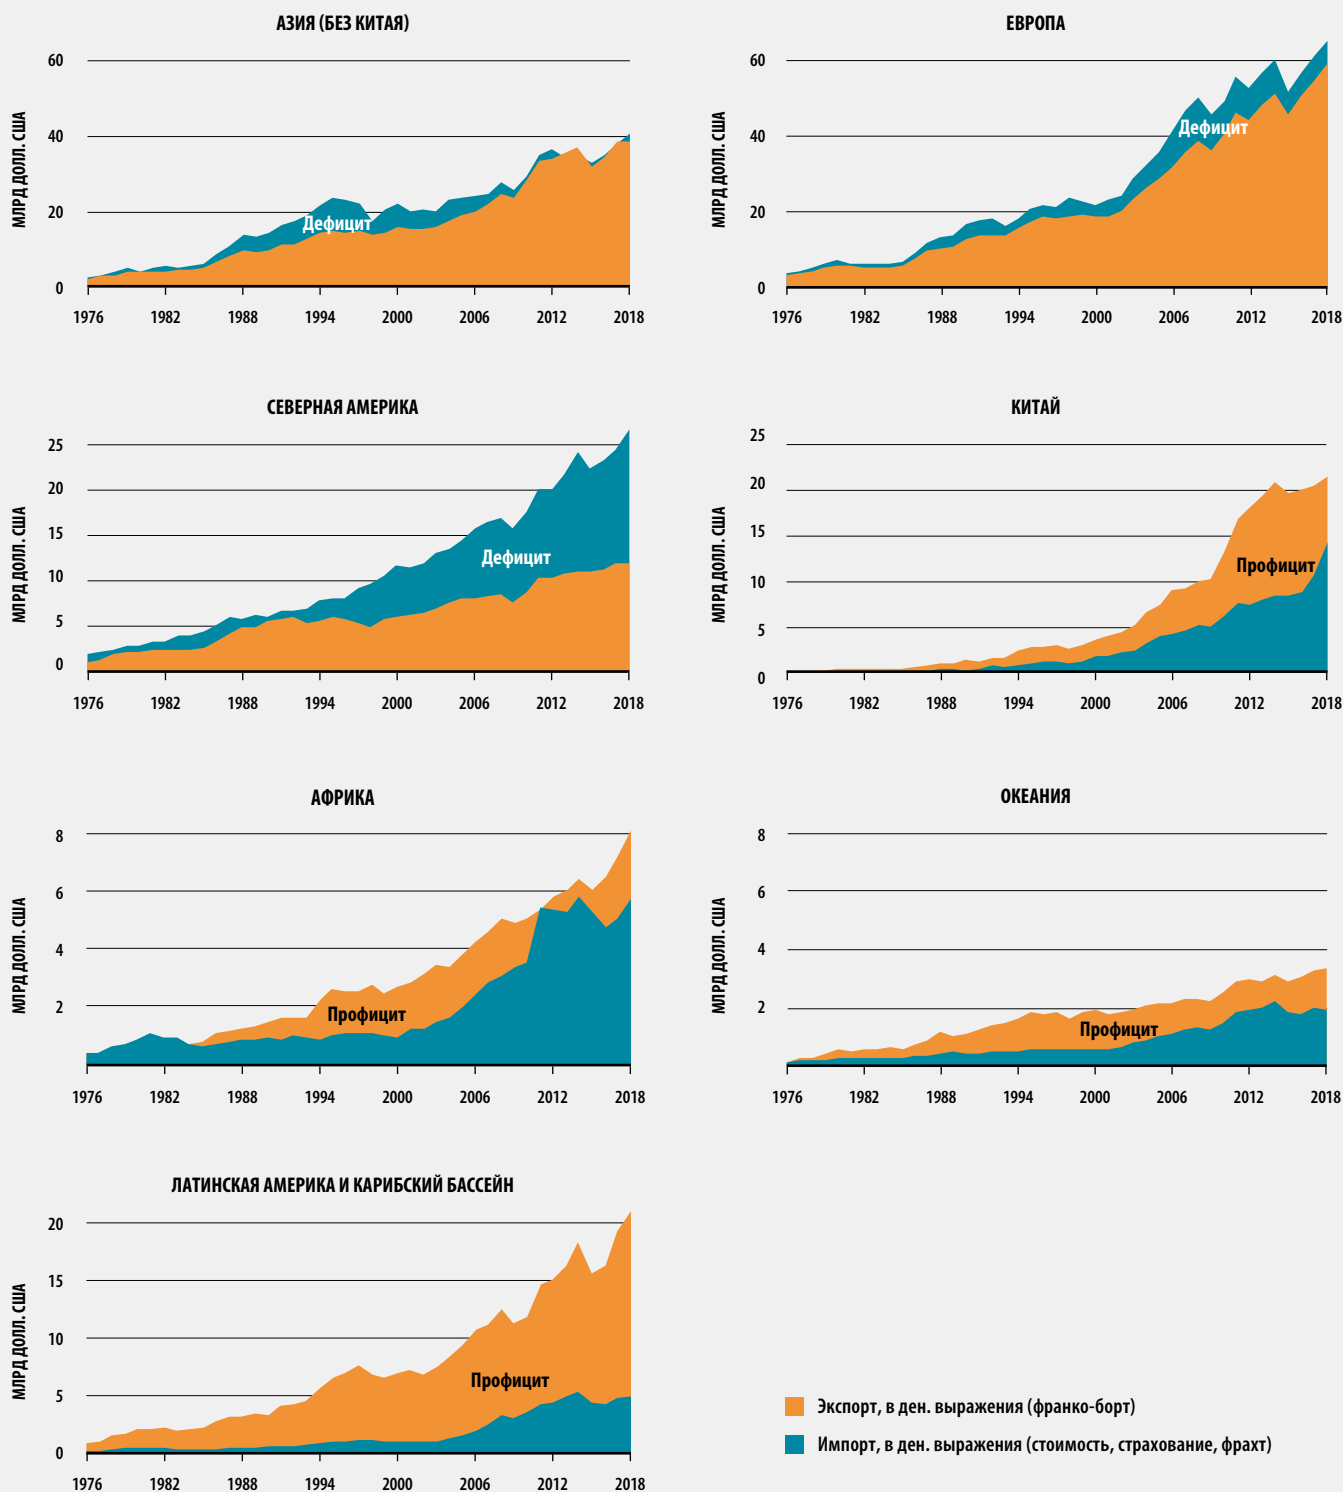 АЗИЯ (БЕЗ КИТАЯ)
МЛРД ДОЛЛ. США
60
40
20
0
Дефицит
1976 1982 1988 1994 2000 2006 2012 2018
ЕВРОПА
МЛРД ДОЛЛ. США
60
40
20
0
Дефицит
1976 1982 1988 1994 2000 2006 2012 2018
СЕВЕРНАЯ АМЕРИКА
МЛРД ДОЛЛ. США
25
20
15
10
5
0
Дефицит
1976 1982 1988 1994 2000 2006 2012 2018
КИТАЙ
МЛРД ДОЛЛ. США
25
20
15
10
5
0
Профицит
1976 1982 1988 1994 2000 2006 2012 2018
АФРИКА
МЛРД ДОЛЛ. США
8
6
4
2
Профицит
1976 1982 1988 1994 2000 2006 2012 2018
ОКЕАНИЯ
МЛРД ДОЛЛ. США
8
6
4
2
Профицит
1976 1982 1988 1994 2000 2006 2012 2018
ЛАТИНСКАЯ АМЕРИКА И КАРИБСКИЙ БАССЕЙН
МЛРД ДОЛЛ. США
20
15
10
5
0
Профицит
1976 1982 1988 1994 2000 2006 2012 2018
Экспорт, в ден. выражения (франко-борт)
Импорт, в ден. выражения (стоимость, страхование, фрахт)